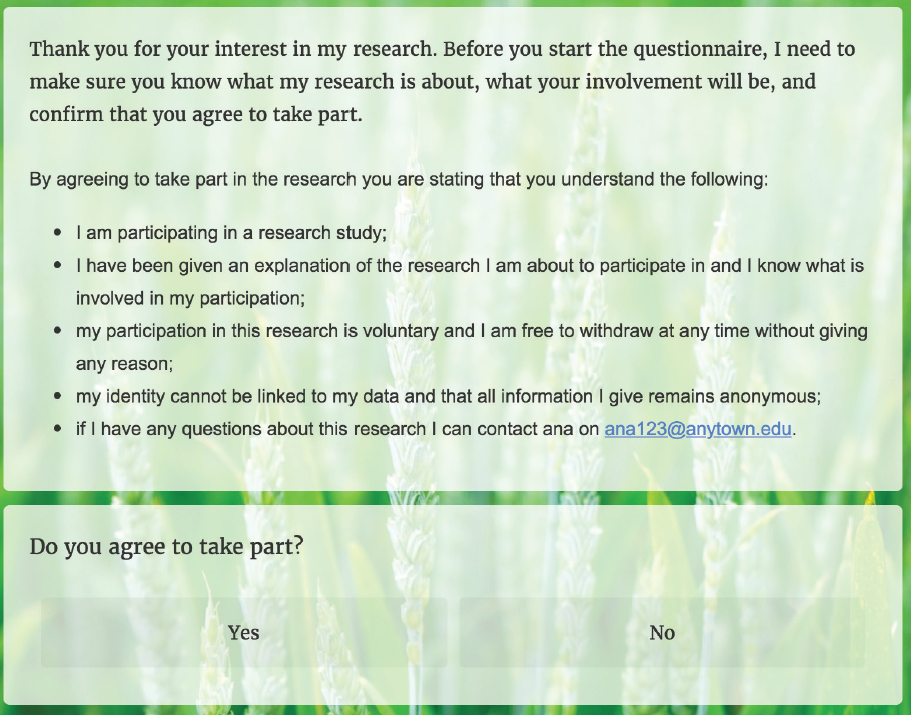 Thank you for your interest in my research. Before you start the questionnaire, I need to
make sure you know what my research is about, what your involvement will be, and
confirm that you agree to take part.
By agreeing to take part in the research you are stating that you understand the following:
• I am participating in a research study;
• I have been given an explanation of the research I am about to participate in and I know what is
involved in my participation;
• my participation in this research is voluntary and I am free to withdraw at any time without giving
any reason;
• my identity cannot be linked to my data and that all information I give remains anonymous;
• if I have any questions about this research I can contact ana on ana123@anytown.edu.
Do you agree to take part?
Yes No